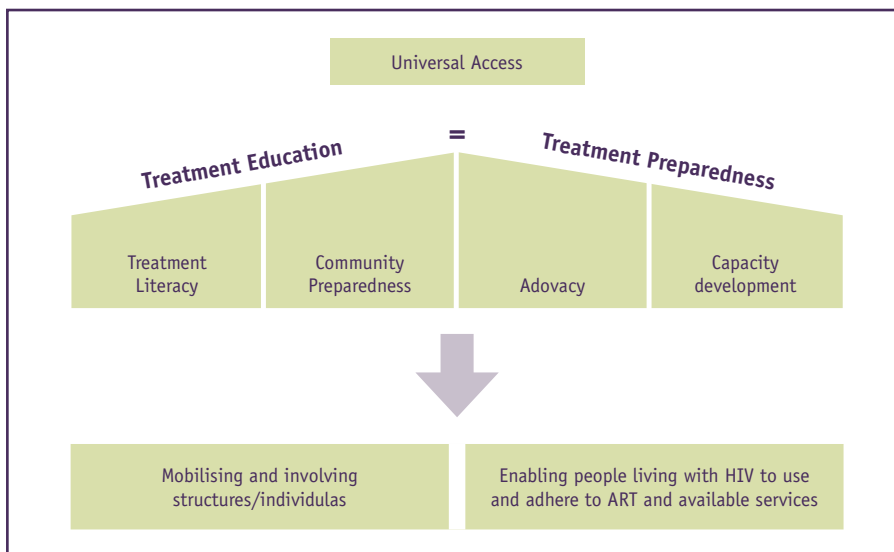 Universal Access
=
Treatment Education
Treatment Preparedness
Treatment
Literacy
Community
Preparedness
Adovacy
Capacity
development
Mobilising and involving
structures/individulas
Enabling people living with HIV to use
and adhere to ART and available services